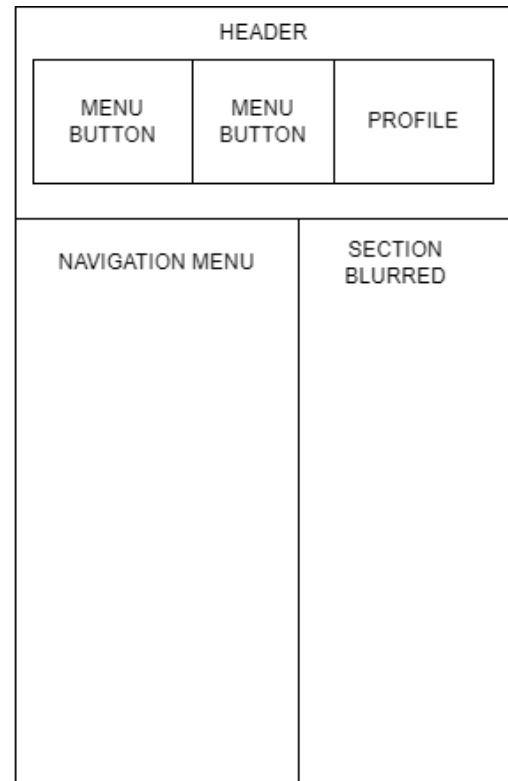 HEADER
MENU
BUTTON
MENU
BUTTON
PROFILE
NAVIGATION MENU
SECTION
BLURRED